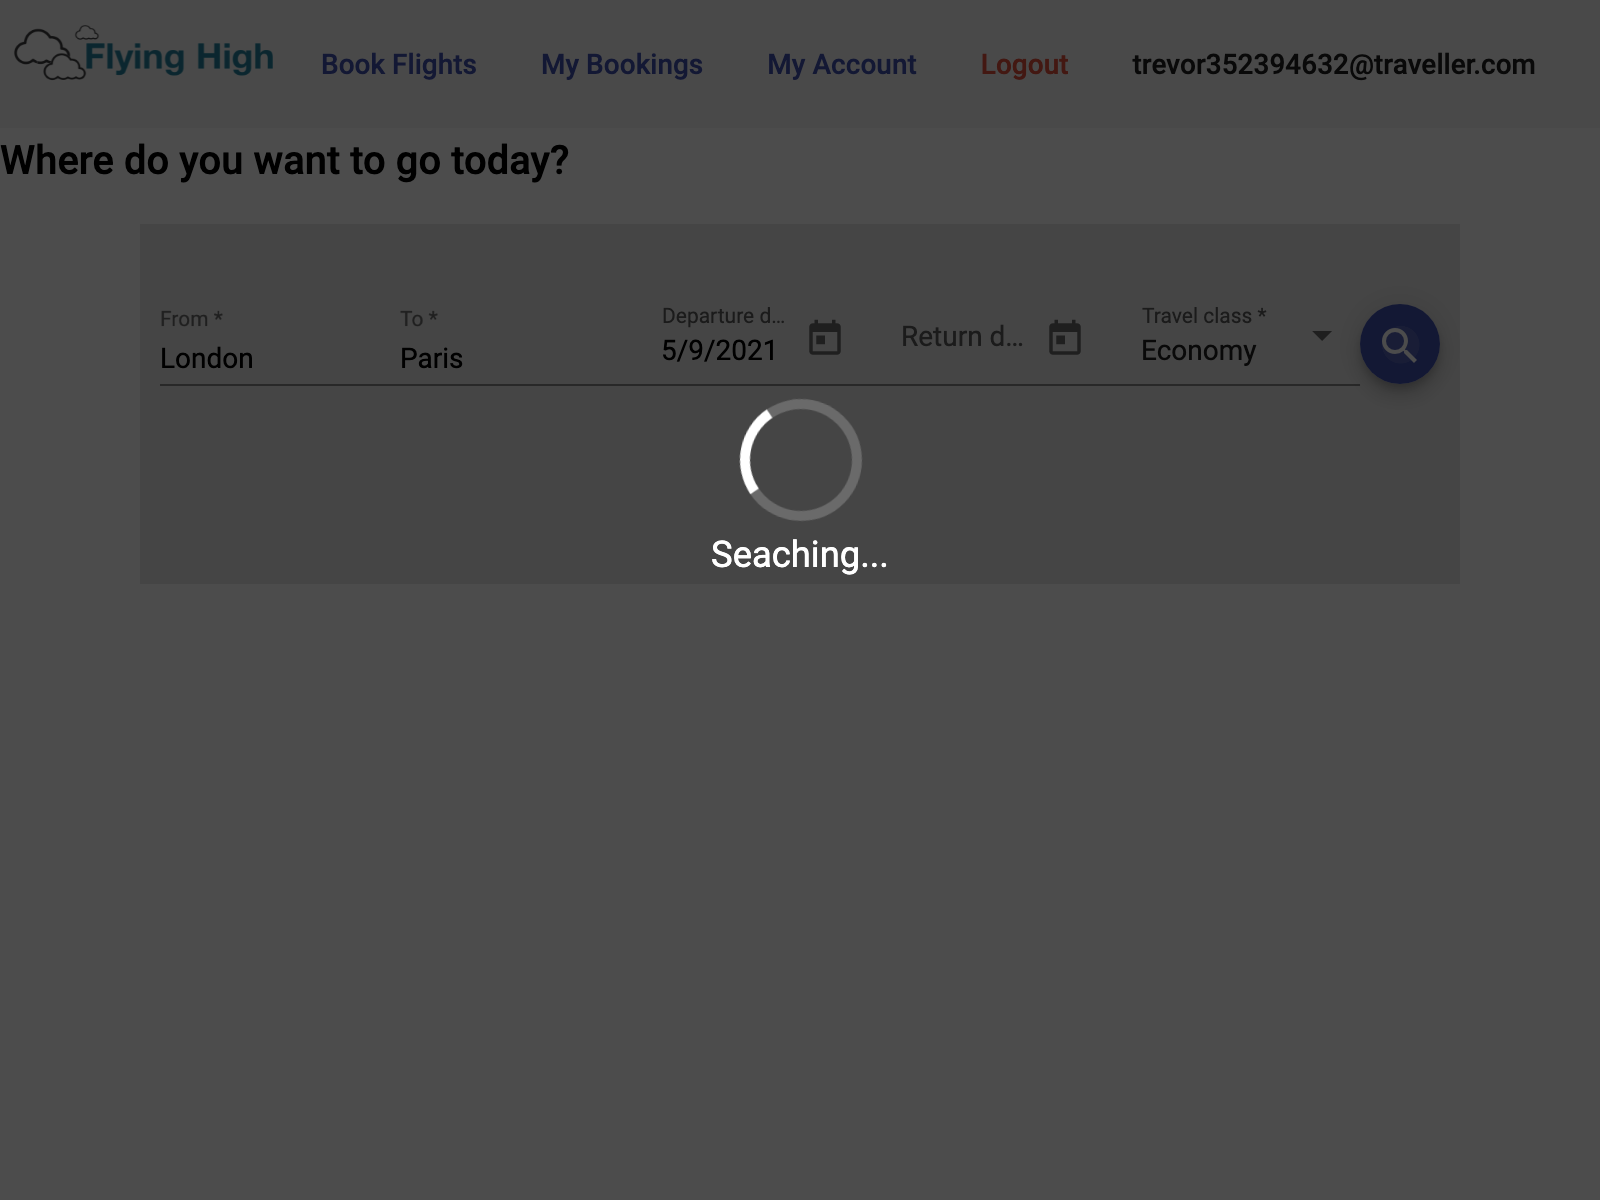 Flying High
Book Flights My Bookings My Account Logout trevor352394632@traveller.com
Where do you want to go today?
From * To * Departure d... Return d... Travel class *
London Paris 5/9/2021 Economy
Seaching...